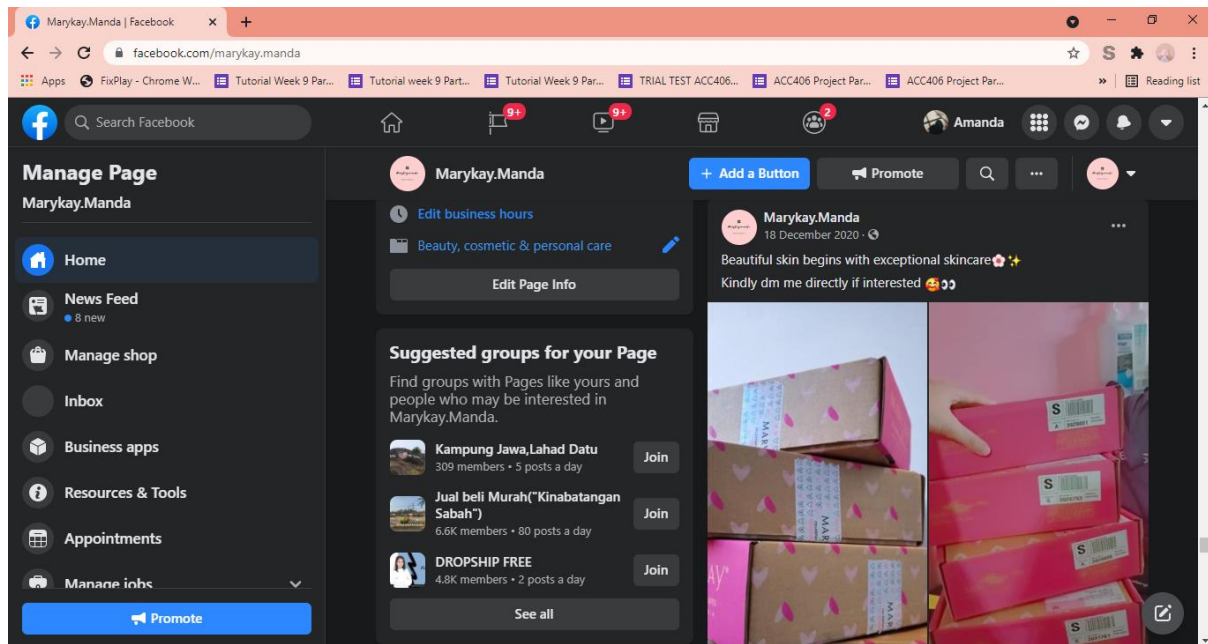 Marykay.Manda | Facebook
facebook.com/marykay.manda
Apps
FixPlay - Chrome W...
Tutorial Week 9 Par...
Tutorial week 9 Part...
Tutorial Week 9 Par...
TRIAL TEST ACC406...
ACC406 Project Par...
ACC406 Project Par...
Reading list
Search Facebook
9+
9+
2
Amanda
Manage Page
Marykay.Manda
Home
News Feed
8 new
Manage shop
Inbox
Business apps
Resources & Tools
Appointments
Manage jobs
Promote
Marykay.Manda
+ Add a Button
Promote
Edit business hours
Beauty, cosmetic & personal care
Edit Page Info
Suggested groups for your Page
Find groups with Pages like yours and
people who may be interested in
Marykay.Manda.
Kampung Jawa,Lahad Datu
309 members • 5 posts a day
Join
Jual beli Murah("Kinabatangan
Sabah")
6.6K members • 80 posts a day
Join
DROPSHIP FREE
4.8K members • 2 posts a day
Join
See all
Marykay.Manda
18 December 2020
Beautiful skin begins with exceptional skincare🌸✨
Kindly dm me directly if interested 🥰👀
S
S
S
S